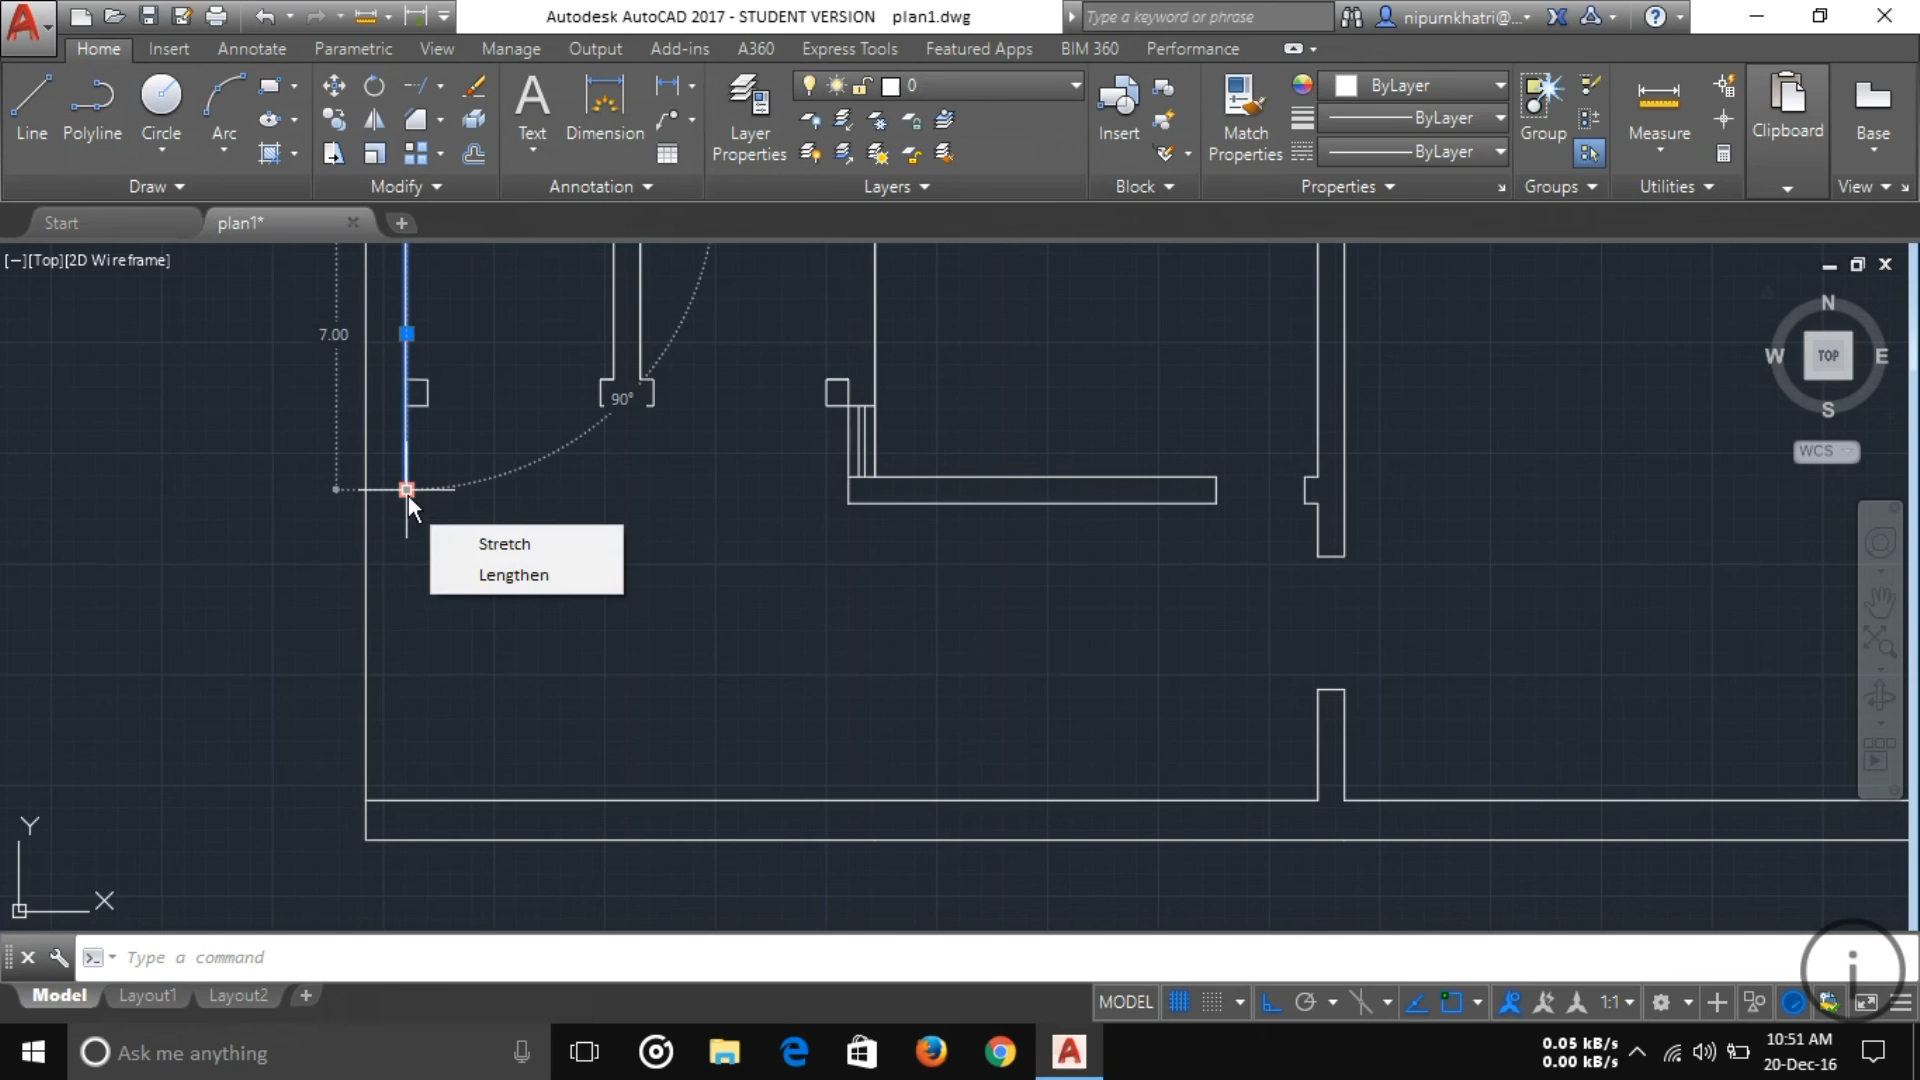 Autodesk AutoCAD 2017 - STUDENT VERSION plan1.dwg
Type a keyword or phrase
nipurnkhatri@...
Home Insert Annotate Parametric View Manage Output Add-ins A360 Express Tools Featured Apps BIM 360 Performance
Line Polyline Circle Arc
Text Dimension
Layer Properties
0
Insert
Match Properties
ByLayer
ByLayer
ByLayer
Group
Measure
Clipboard
Base
Draw Modify Annotation Layers Block Properties Groups Utilities View
Start plan1*
[−][Top][2D Wireframe]
N
W TOP E
S
WCS
7.00
90°
Stretch
Lengthen
Y
X
Type a command
Model Layout1 Layout2
MODEL 1:1
i
Ask me anything
0.05 kB/s
0.00 kB/s
10:51 AM
20-Dec-16